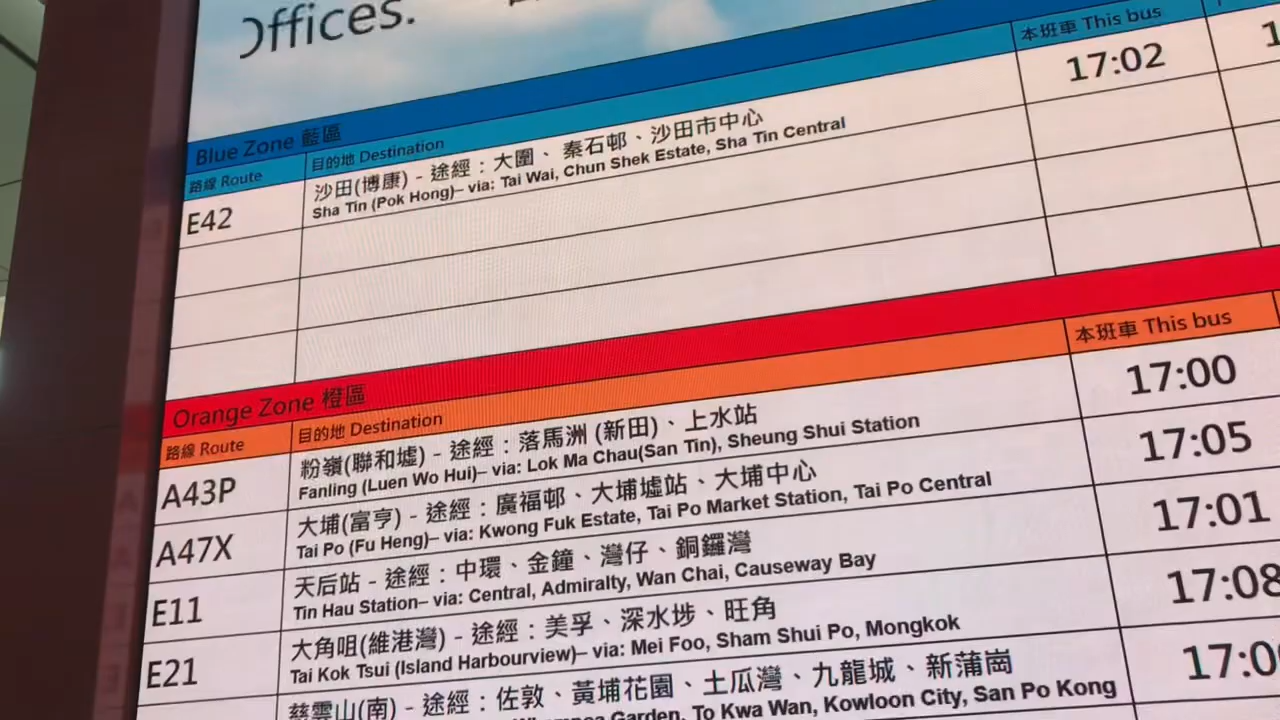 Offices.
Blue Zone 藍區
路線 Route 目的地 Destination 本班車 This bus
E42 沙田(博康) - 途經：大圍、秦石邨、沙田市中心 17:02
Sha Tin (Pok Hong)– via: Tai Wai, Chun Shek Estate, Sha Tin Central
Orange Zone 橙區
路線 Route 目的地 Destination 本班車 This bus
A43P 粉嶺(聯和墟) - 途經：落馬洲 (新田)、上水站 17:00
Fanling (Luen Wo Hui)– via: Lok Ma Chau(San Tin), Sheung Shui Station
A47X 大埔(富亨) - 途經：廣福邨、大埔墟站、大埔中心 17:05
Tai Po (Fu Heng)– via: Kwong Fuk Estate, Tai Po Market Station, Tai Po Central
E11 天后站 - 途經：中環、金鐘、灣仔、銅鑼灣 17:01
Tin Hau Station– via: Central, Admiralty, Wan Chai, Causeway Bay
E21 大角咀(維港灣) - 途經：美孚、深水埗、旺角 17:08
Tai Kok Tsui (Island Harbourview)– via: Mei Foo, Sham Shui Po, Mongkok
慈雲山(南) - 途經：佐敦、黃埔花園、土瓜灣、九龍城、新蒲崗
Whampoa Garden, To Kwa Wan, Kowloon City, San Po Kong